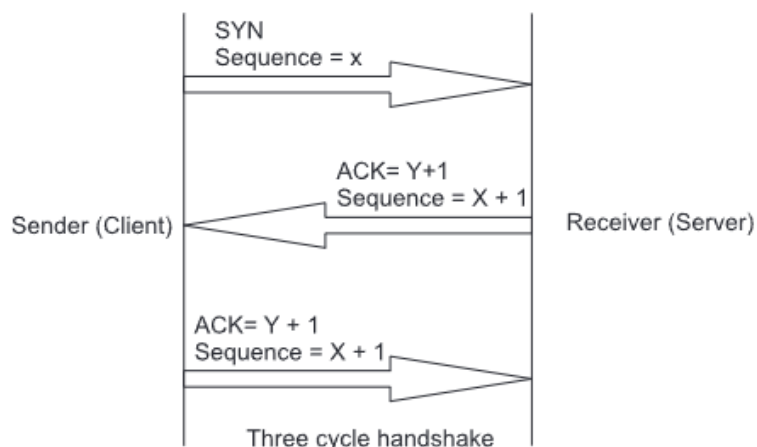 SYN
Sequence = x
ACK= Y+1
Sequence = X + 1
Sender (Client)
Receiver (Server)
ACK= Y + 1
Sequence = X + 1
Three cycle handshake